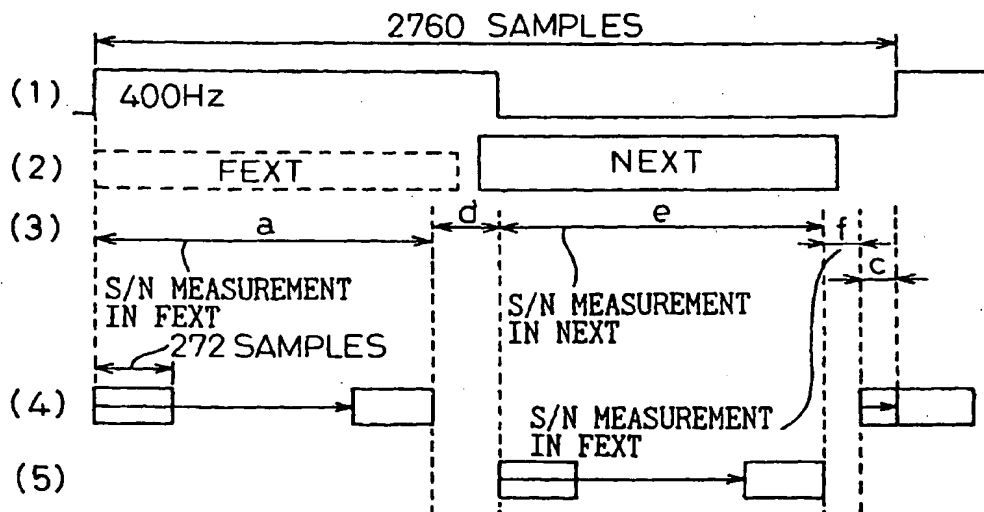 2760 SAMPLES
(1) 400Hz
(2) FEXT NEXT
(3) a d e f c
S/N MEASUREMENT
IN FEXT
S/N MEASUREMENT
IN NEXT
272 SAMPLES
(4)
S/N MEASUREMENT
IN FEXT
(5)